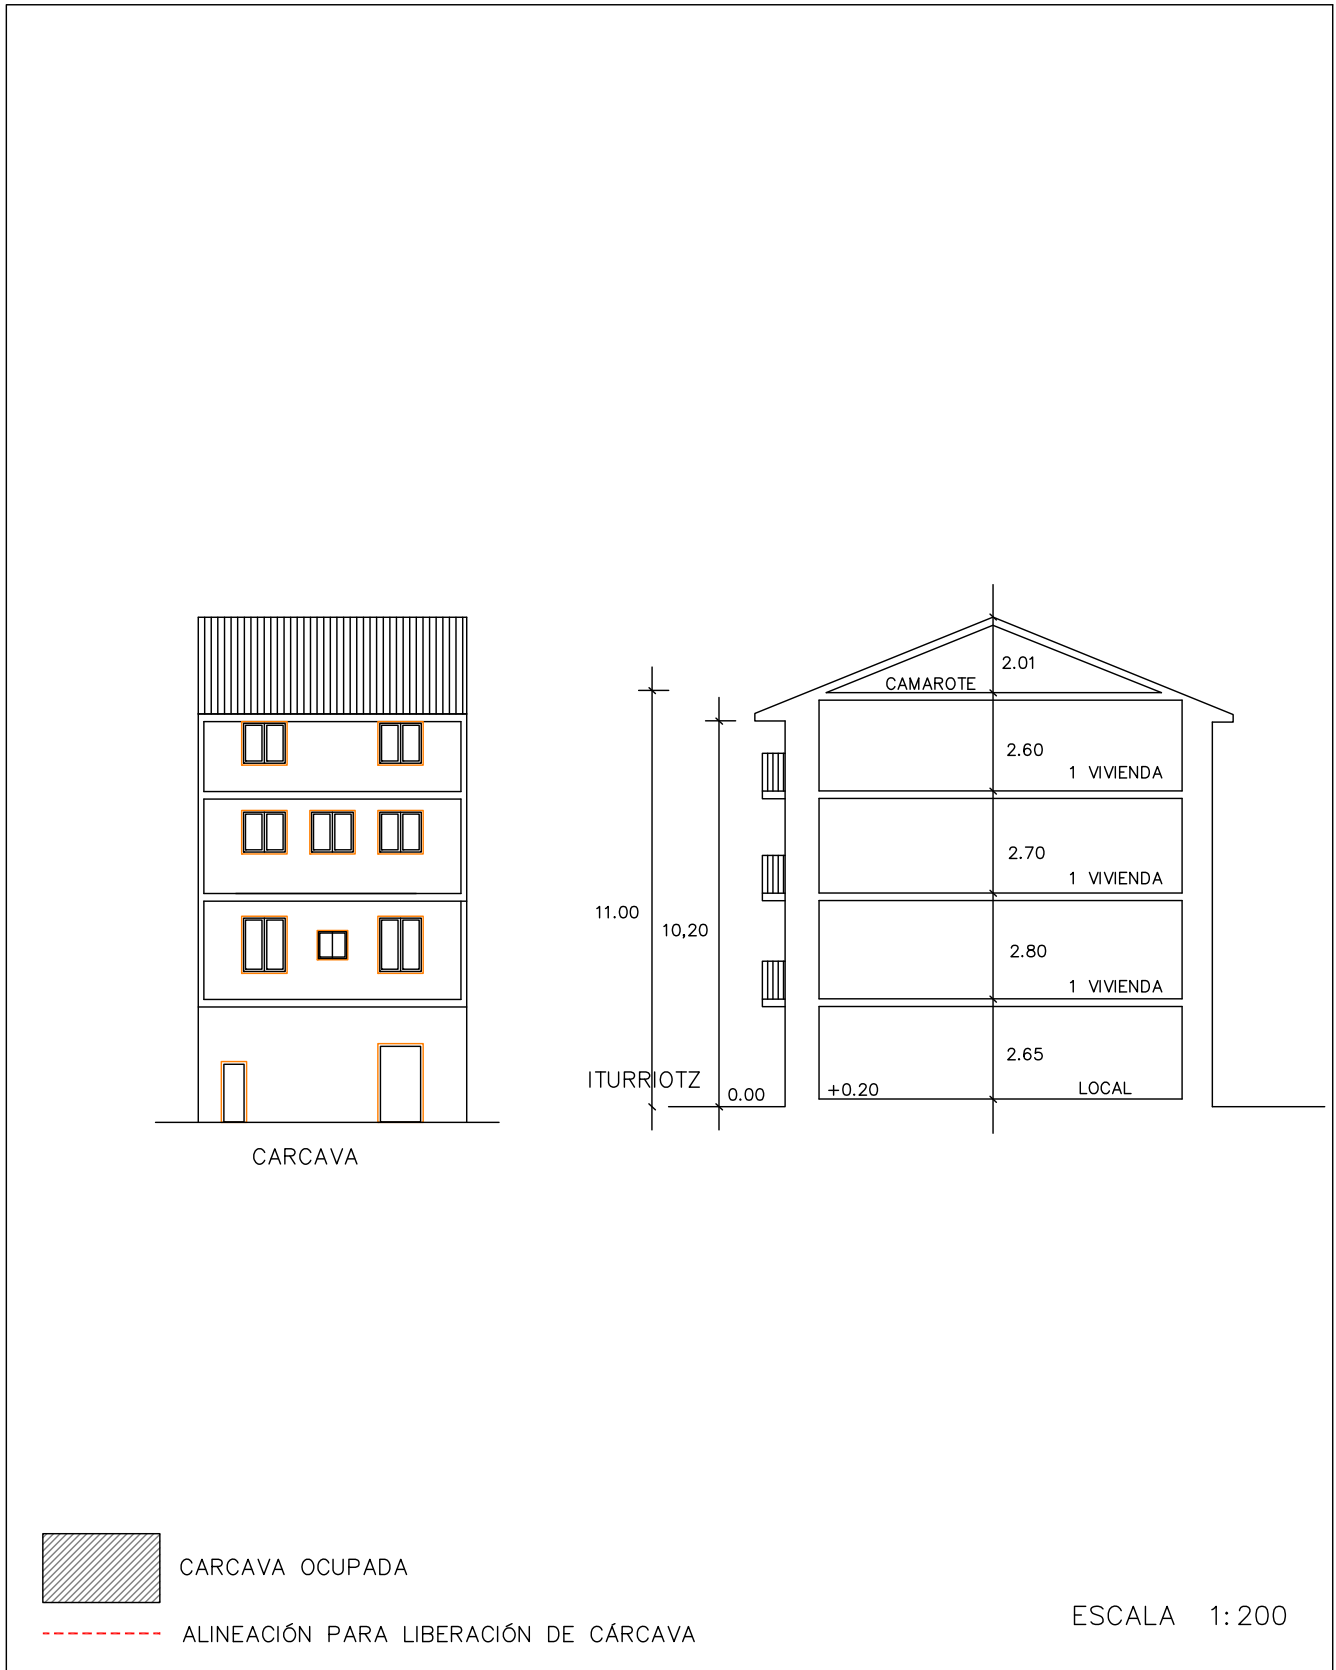 2.01
CAMAROTE
2.60
1 VIVIENDA
2.70
1 VIVIENDA
11.00
10,20
2.80
1 VIVIENDA
2.65
ITURRIOTZ
0.00
+0.20
LOCAL
CARCAVA
CARCAVA OCUPADA
ALINEACIÓN PARA LIBERACIÓN DE CÁRCAVA
ESCALA 1:200